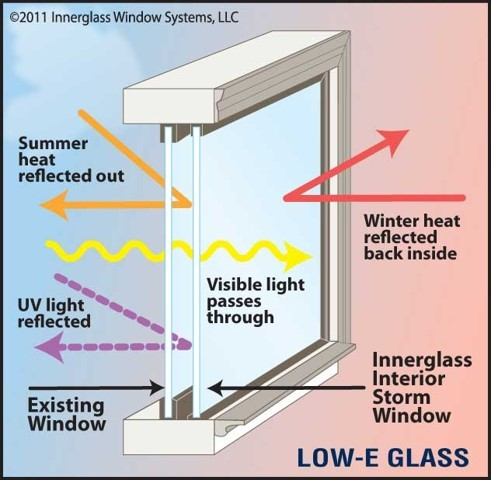 ©2011 Innerglass Window Systems, LLC
Summer
heat
reflected out
Winter heat
reflected
back inside
Visible light
passes
through
UV light
reflected
Existing
Window
Innerglass
Interior
Storm
Window
LOW-E GLASS